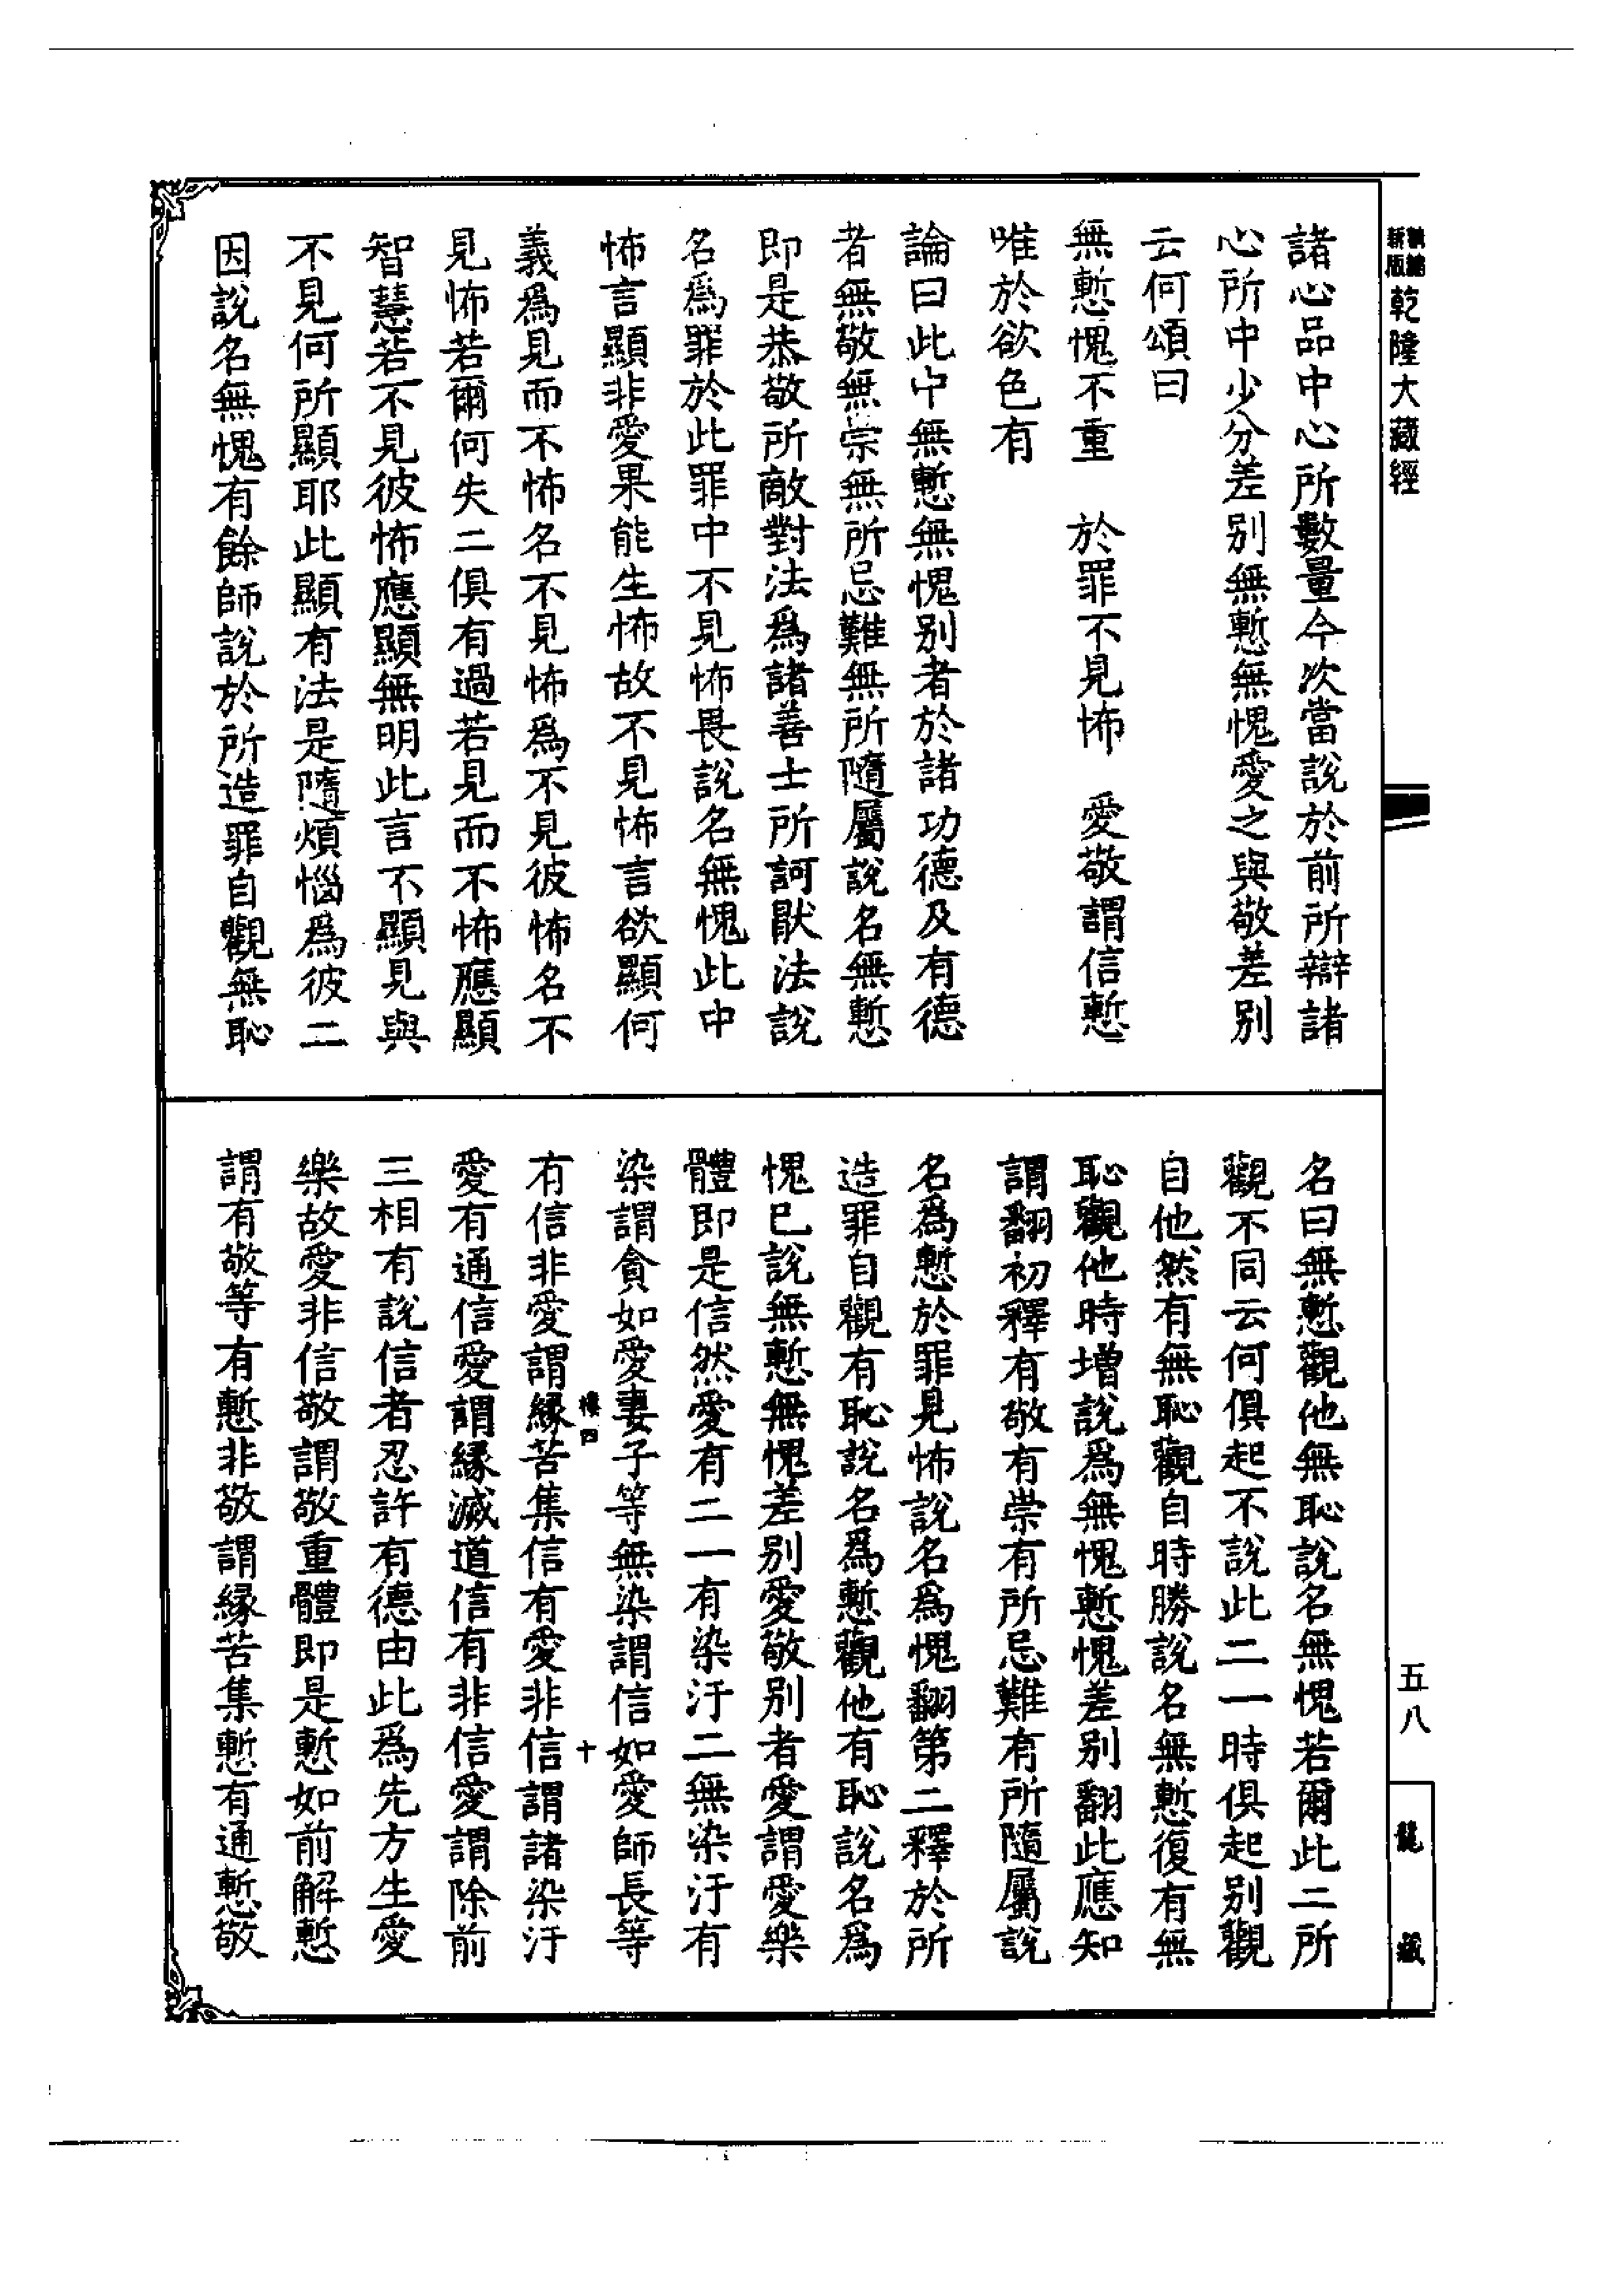 新版
乾隆大藏經
諸心品中心所數量今次當說於前所辯諸
心所中少分差別無慙無愧愛之與敬差別
云何頌曰
無慙愧不重　於罪不見怖　愛敬謂信慙
唯於欲色有
論曰此中無慙無愧別者於諸功德及有德
者無敬無崇無所忌難無所隨屬說名無慙
即是恭敬所敵對法爲諸善士所訶猒法說
名爲罪於此罪中不見怖畏說名無愧此中
怖言顯非愛果能生怖故不見怖言欲顯何
義爲見而不怖名不見怖爲不見彼怖名不
見怖若爾何失二俱有過若見而不怖應顯
智慧若不見彼怖應顯無明此言不顯見與
不見何所顯耶此顯有法是隨煩惱爲彼二
因說名無愧有餘師說於所造罪自觀無恥
名曰無慙觀他無恥說名無愧若爾此二所
觀不同云何俱起不說此二一時俱起別觀
自他然有無恥觀自時勝說名無慙復有無
恥觀他時增說爲無愧慙愧差別翻此應知
謂翻初釋有敬有崇有所忌難有所隨屬說
名爲慙於罪見怖說名爲愧翻第二釋於所
造罪自觀有恥說名爲慙觀他有恥說名爲
愧已說無慙無愧差別愛敬別者愛謂愛樂
體即是信然愛有二一有染汙二無染汙有
染謂貪如愛妻子等無染謂信如愛師長等
四　十
有信非愛謂緣苦集信有愛非信謂諸染汙
愛有通信愛謂緣滅道信有非信愛謂除前
三相有說信者忍許有德由此爲先方生愛
樂故愛非信敬謂敬重體即是慙如前解慙
謂有敬等有慙非敬謂緣苦集慙有通慙敬
五八
龍藏